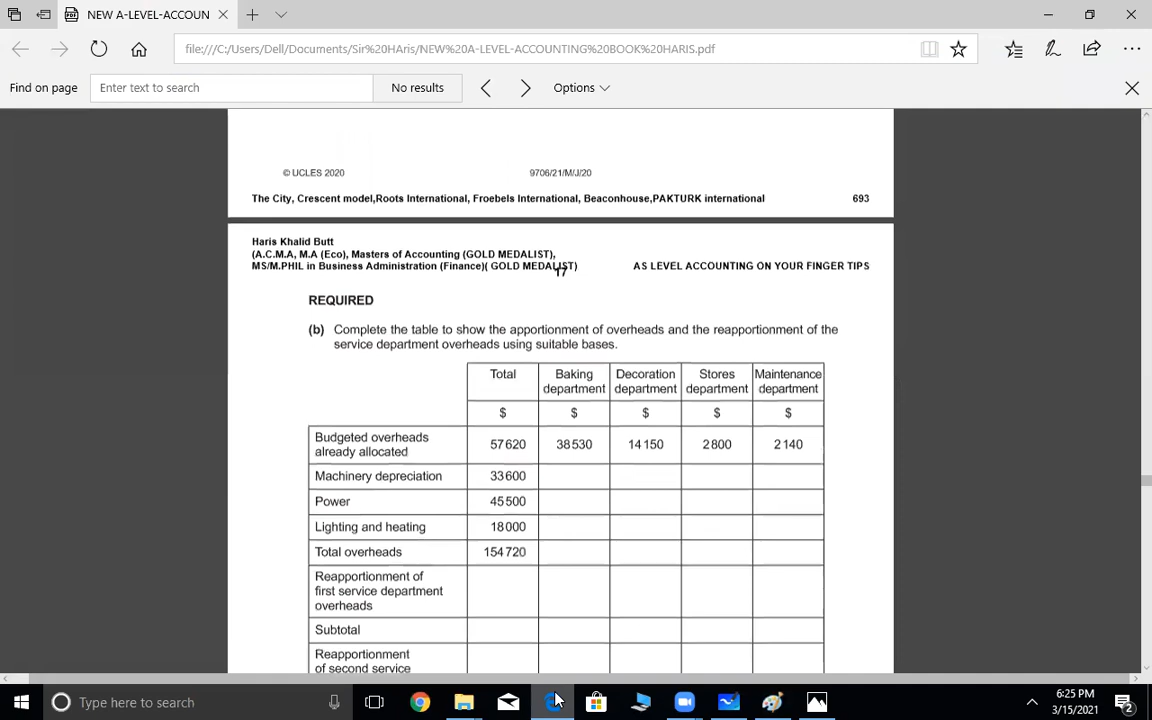 NEW A-LEVEL-ACCOUN
file:///C:/Users/Dell/Documents/Sir%20HAris/NEW%20A-LEVEL-ACCOUNTING%20BOOK%20HARIS.pdf
Find on page
Enter text to search
No results
Options
© UCLES 2020 9706/21/M/J/20
The City, Crescent model,Roots International, Froebels International, Beaconhouse,PAKTURK international 693
Haris Khalid Butt
(A.C.M.A, M.A (Eco), Masters of Accounting (GOLD MEDALIST),
MS/M.PHIL in Business Administration (Finance)( GOLD MEDALIST) AS LEVEL ACCOUNTING ON YOUR FINGER TIPS
17
REQUIRED
(b) Complete the table to show the apportionment of overheads and the reapportionment of the
service department overheads using suitable bases.
Total Baking department Decoration department Stores department Maintenance department
$ $ $ $ $
Budgeted overheads already allocated 57620 38530 14150 2800 2140
Machinery depreciation 33600
Power 45500
Lighting and heating 18000
Total overheads 154720
Reapportionment of
first service department
overheads
Subtotal
Reapportionment
of second service
Type here to search
6:25 PM
3/15/2021
2